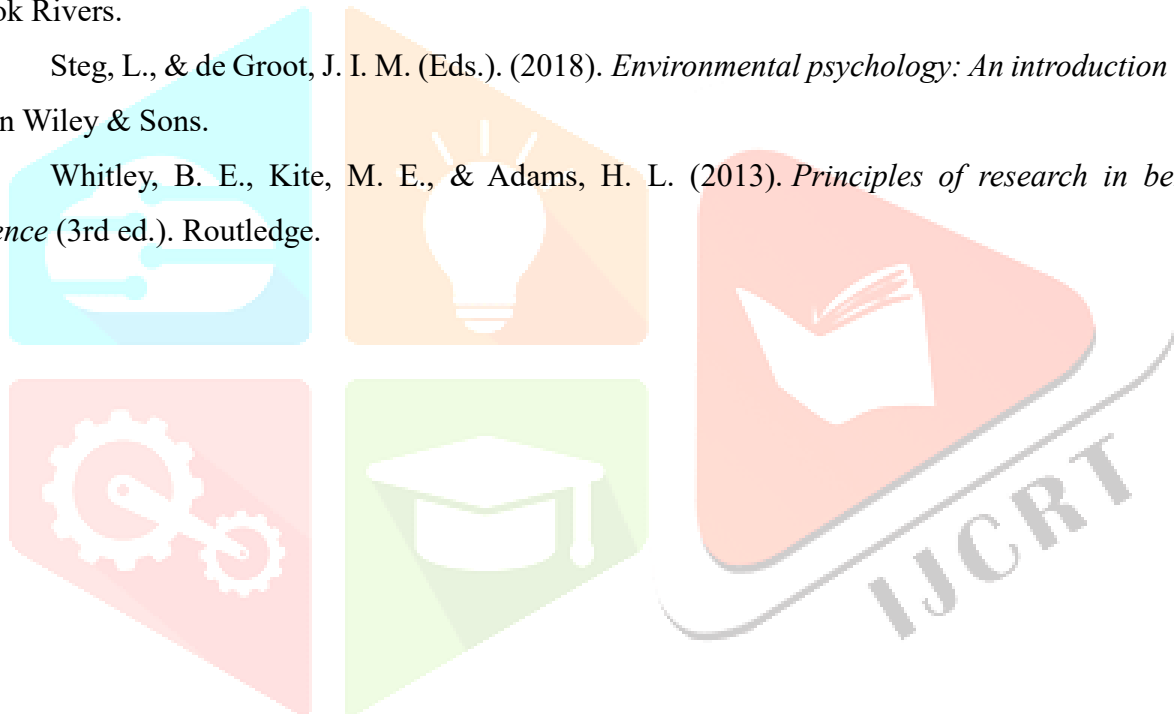 ok Rivers.
Steg, L., & de Groot, J. I. M. (Eds.). (2018). Environmental psychology: An introduction
n Wiley & Sons.
Whitley, B. E., Kite, M. E., & Adams, H. L. (2013). Principles of research in be
ence (3rd ed.). Routledge.
IJCRT